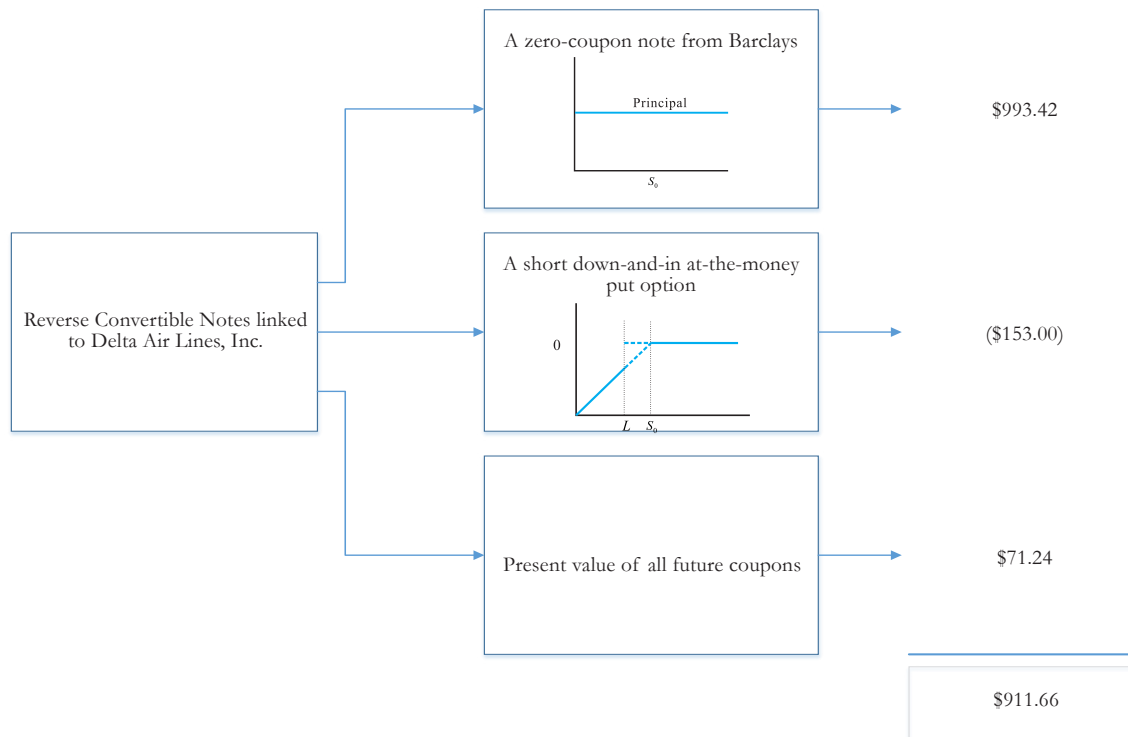 A zero-coupon note from Barclays
Principal
S₀
$993.42
Reverse Convertible Notes linked
to Delta Air Lines, Inc.
A short down-and-in at-the-money
put option
0
L S₀
($153.00)
Present value of all future coupons
$71.24
$911.66